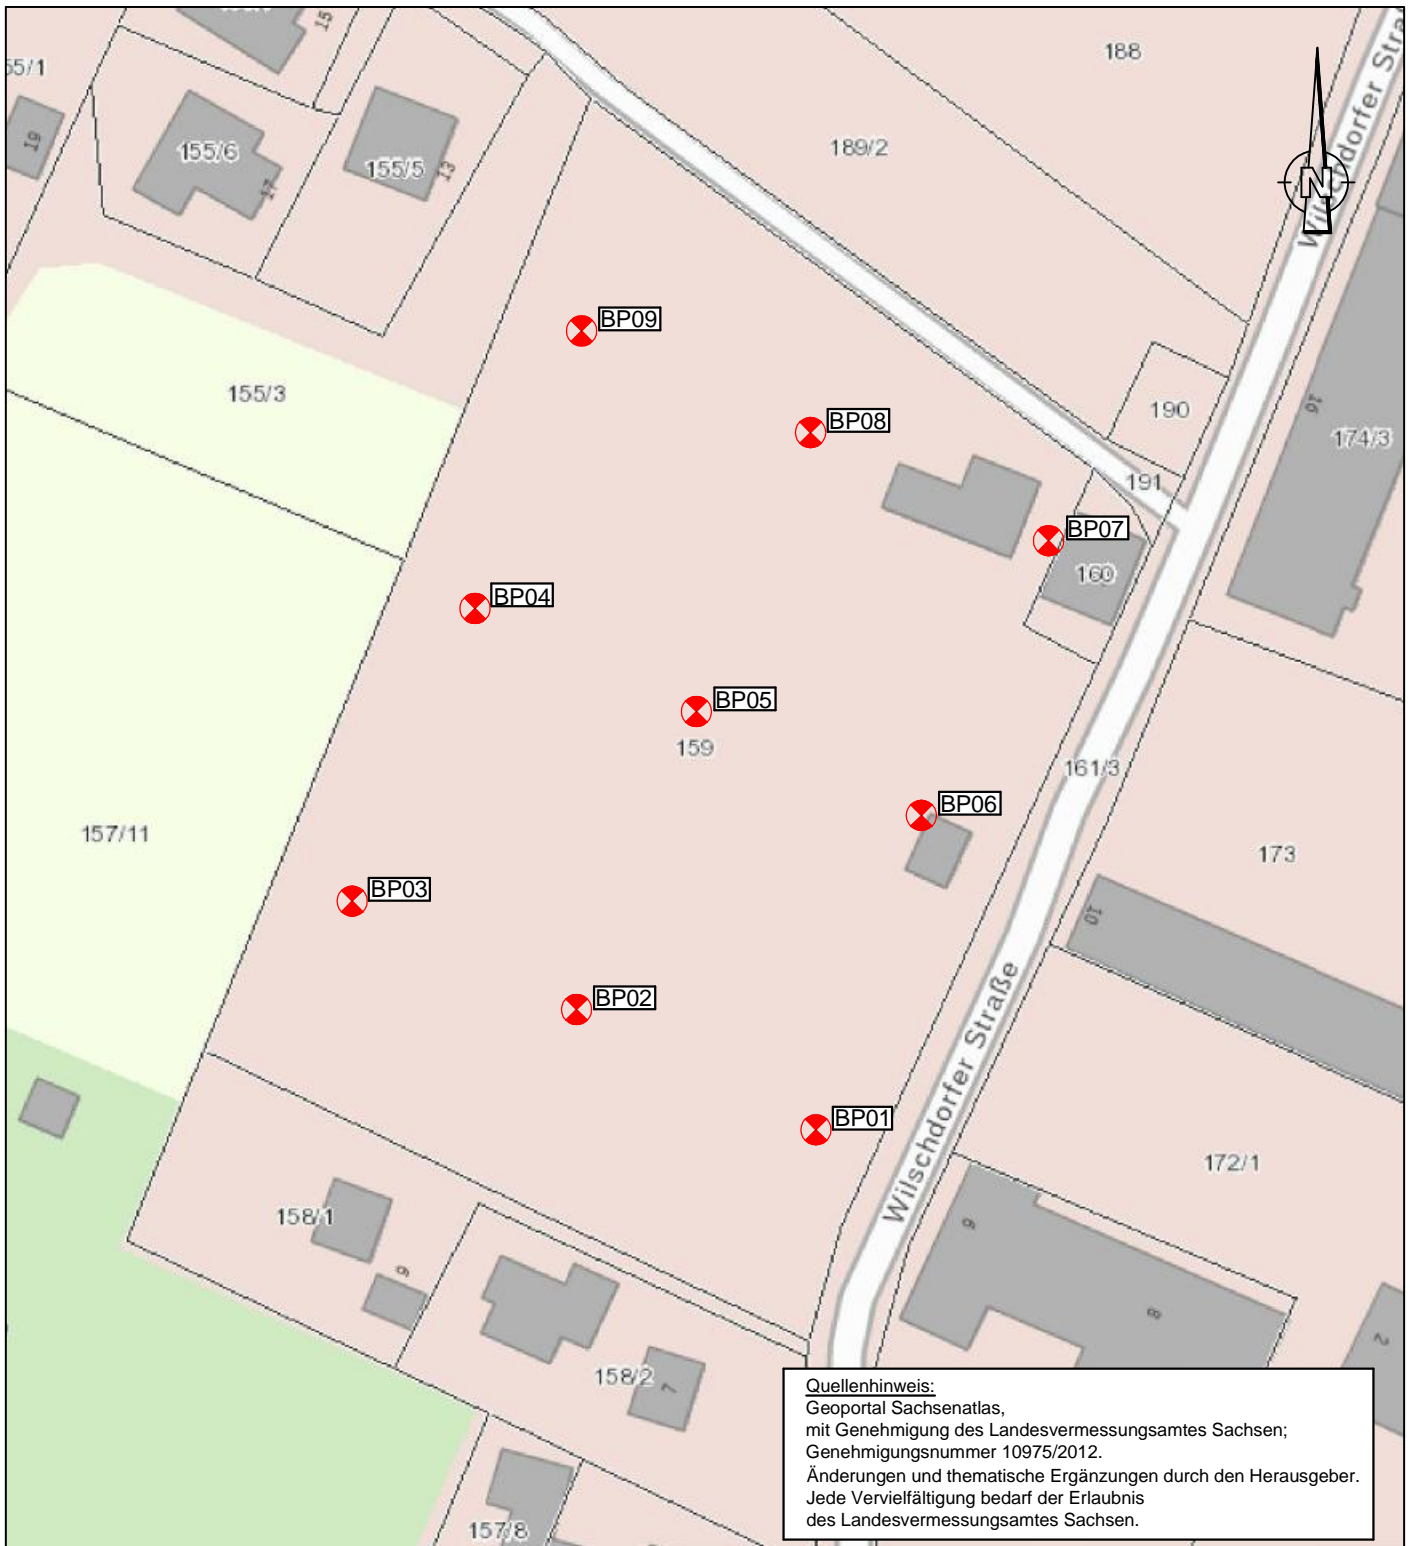 15
188
55/1
19
155/6
17
155/5
13
189/2
Wilschdorfer Stra
N
BP09
155/3
BP08
190
16
174/3
191
BP07
160
BP04
BP05
159
161/3
BP06
157/11
173
BP03
10
BP02
Wilschdorfer Straße
BP01
172/1
158/1
9
6
8
2
158/2
7
157/8
Quellenhinweis:
Geoportal Sachsenatlas,
mit Genehmigung des Landesvermessungsamtes Sachsen;
Genehmigungsnummer 10975/2012.
Änderungen und thematische Ergänzungen durch den Herausgeber.
Jede Vervielfältigung bedarf der Erlaubnis
des Landesvermessungsamtes Sachsen.